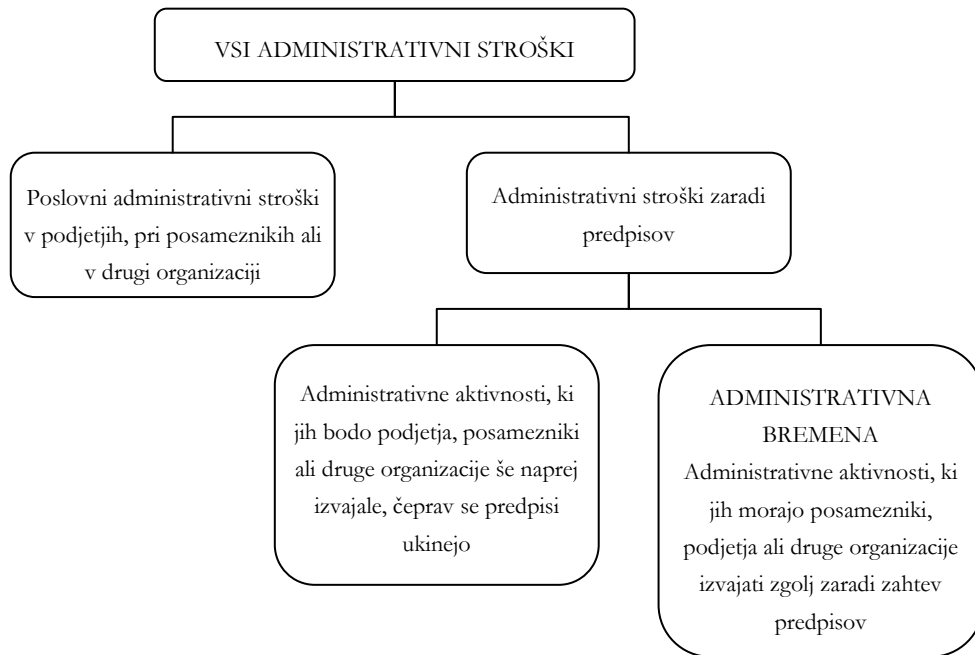 VSI ADMINISTRATIVNI STROŠKI
Poslovni administrativni stroški
v podjetjih, pri posameznikih ali
v drugi organizaciji
Administrativni stroški zaradi
predpisov
Administrativne aktivnosti, ki
jih bodo podjetja, posamezniki
ali druge organizacije še naprej
izvajale, čeprav se predpisi
ukinejo
ADMINISTRATIVNA
BREMENA
Administrativne aktivnosti, ki
jih morajo posamezniki,
podjetja ali druge organizacije
izvajati zgolj zaradi zahtev
predpisov